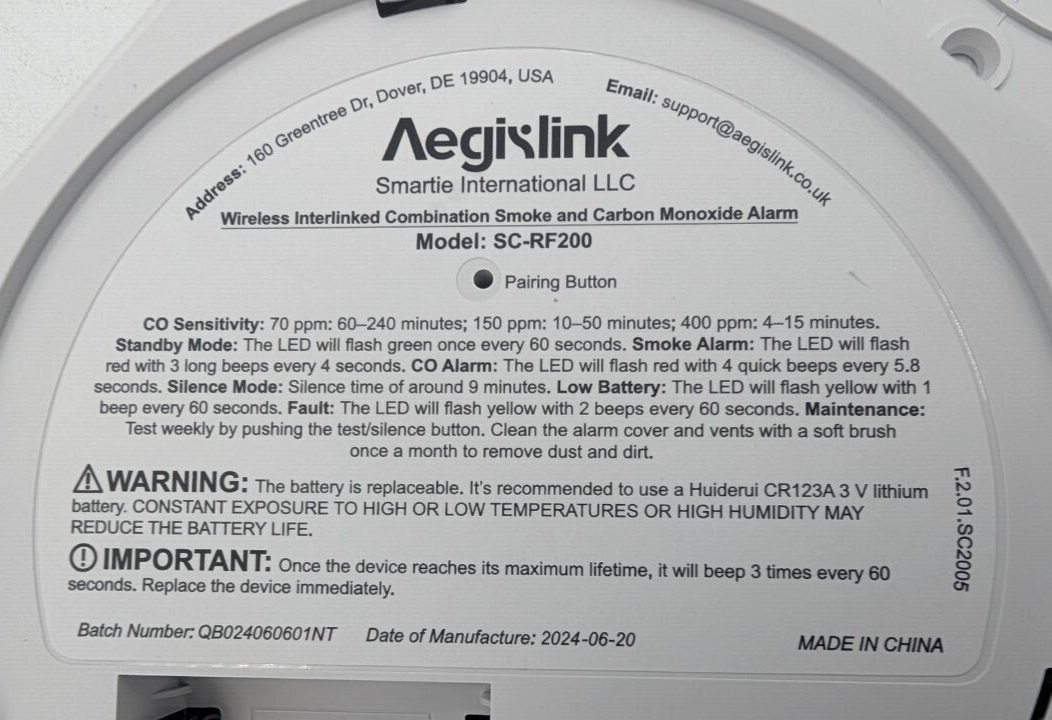 Address: 160 Greentree Dr, Dover, DE 19904, USA
Email: support@aegislink.co.uk
Aegislink
Smartie International LLC
Wireless Interlinked Combination Smoke and Carbon Monoxide Alarm
Model: SC-RF200
Pairing Button
CO Sensitivity: 70 ppm: 60–240 minutes; 150 ppm: 10–50 minutes; 400 ppm: 4–15 minutes.
Standby Mode: The LED will flash green once every 60 seconds. Smoke Alarm: The LED will flash
red with 3 long beeps every 4 seconds. CO Alarm: The LED will flash red with 4 quick beeps every 5.8
seconds. Silence Mode: Silence time of around 9 minutes. Low Battery: The LED will flash yellow with 1
beep every 60 seconds. Fault: The LED will flash yellow with 2 beeps every 60 seconds. Maintenance:
Test weekly by pushing the test/silence button. Clean the alarm cover and vents with a soft brush
once a month to remove dust and dirt.
WARNING: The battery is replaceable. It's recommended to use a Huiderui CR123A 3 V lithium
battery. CONSTANT EXPOSURE TO HIGH OR LOW TEMPERATURES OR HIGH HUMIDITY MAY
REDUCE THE BATTERY LIFE.
IMPORTANT: Once the device reaches its maximum lifetime, it will beep 3 times every 60
seconds. Replace the device immediately.
F.2.01.SC2005
Batch Number: QB024060601NT Date of Manufacture: 2024-06-20
MADE IN CHINA